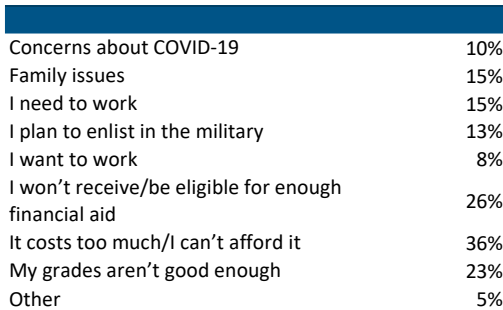 Concerns about COVID-19 10%
Family issues 15%
I need to work 15%
I plan to enlist in the military 13%
I want to work 8%
I won’t receive/be eligible for enough
financial aid 26%
It costs too much/I can’t afford it 36%
My grades aren’t good enough 23%
Other 5%